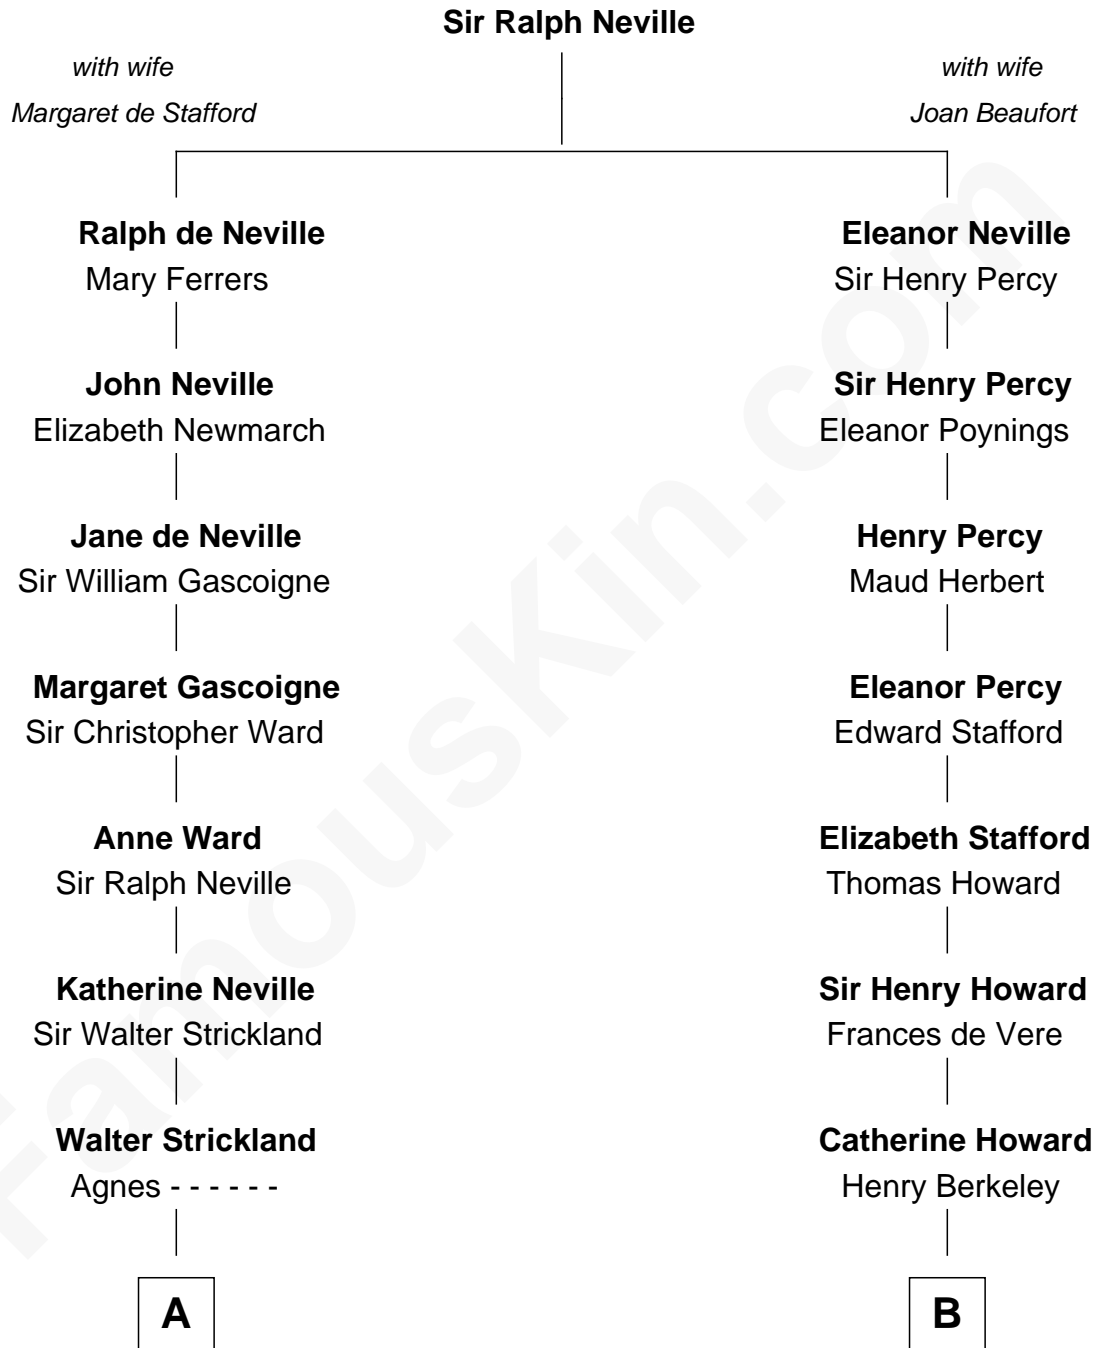 Sir Ralph Neville
with wife
Margaret de Stafford
with wife
Joan Beaufort
Ralph de Neville
Mary Ferrers
Eleanor Neville
Sir Henry Percy
John Neville
Elizabeth Newmarch
Sir Henry Percy
Eleanor Poynings
Jane de Neville
Sir William Gascoigne
Henry Percy
Maud Herbert
Margaret Gascoigne
Sir Christopher Ward
Eleanor Percy
Edward Stafford
Anne Ward
Sir Ralph Neville
Elizabeth Stafford
Thomas Howard
Katherine Neville
Sir Walter Strickland
Sir Henry Howard
Frances de Vere
Walter Strickland
Agnes - - - - - -
Catherine Howard
Henry Berkeley
A
B
FamousKin.com